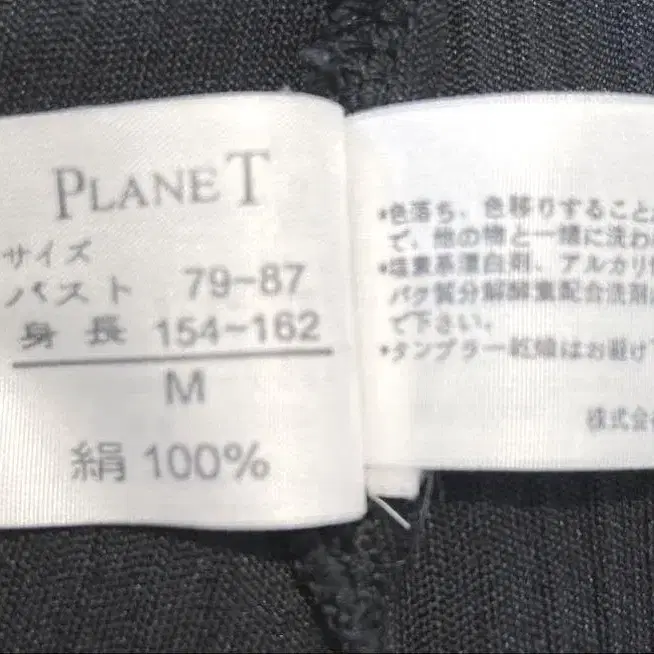 PLANET
サイズ
バスト 79-87
身長 154~162
M
絹 100%
*色落ち、色移りすること
で、他の物と一緒に洗わ
*塩素系漂白剤、アルカリ
パク質分解酵素配合洗剤
で下さい。
*タンブラー乾燥はお避け下
株式会